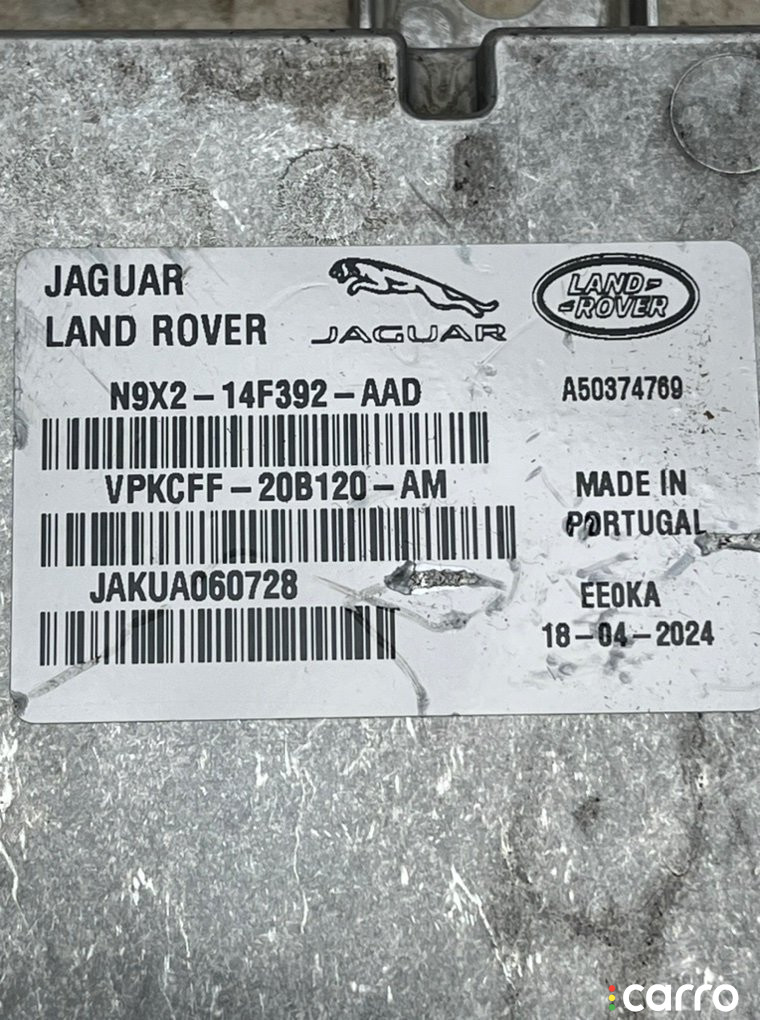 JAGUAR
LAND ROVER
JAGUAR
LAND-
-ROVER
N9X2-14F392-AAD
A50374769
VPKCFF-20B120-AM
MADE IN
PORTUGAL
JAKUA060728
EE0KA
18-04-2024
carro